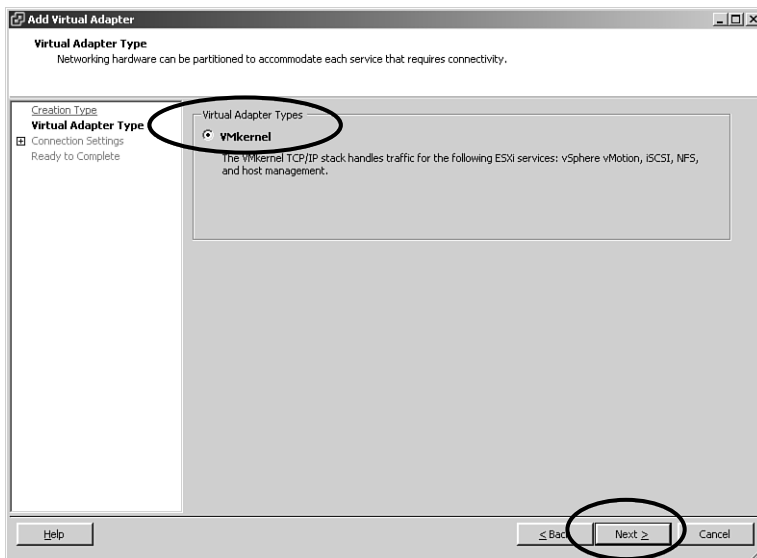 Add Virtual Adapter
Virtual Adapter Type
Networking hardware can be partitioned to accommodate each service that requires connectivity.
Creation Type
Virtual Adapter Type
Connection Settings
Ready to Complete
Virtual Adapter Types
VMkernel
The VMkernel TCP/IP stack handles traffic for the following ESXi services: vSphere vMotion, iSCSI, NFS,
and host management.
Help
< Back
Next >
Cancel